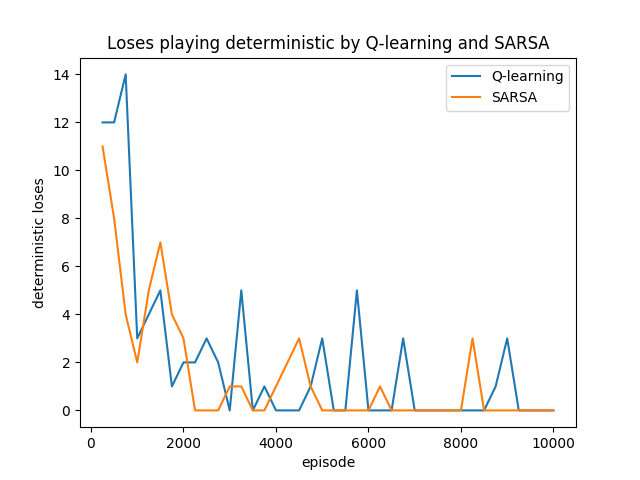 Loses playing deterministic by Q-learning and SARSA
Q-learning
SARSA
deterministic loses
14
12
10
8
6
4
2
0
0 2000 4000 6000 8000 10000
episode